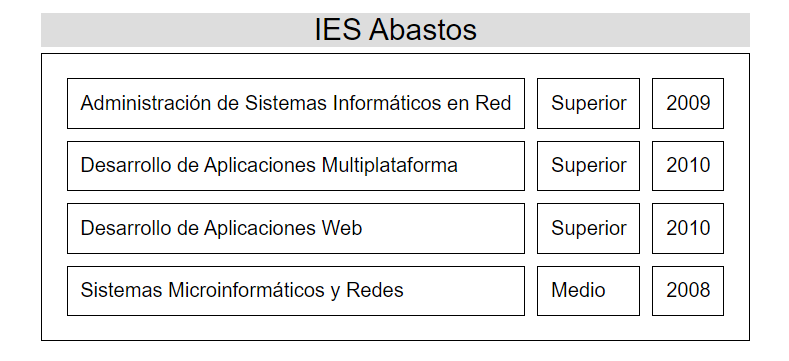 IES Abastos
Administración de Sistemas Informáticos en Red Superior 2009
Desarrollo de Aplicaciones Multiplataforma Superior 2010
Desarrollo de Aplicaciones Web Superior 2010
Sistemas Microinformáticos y Redes Medio 2008